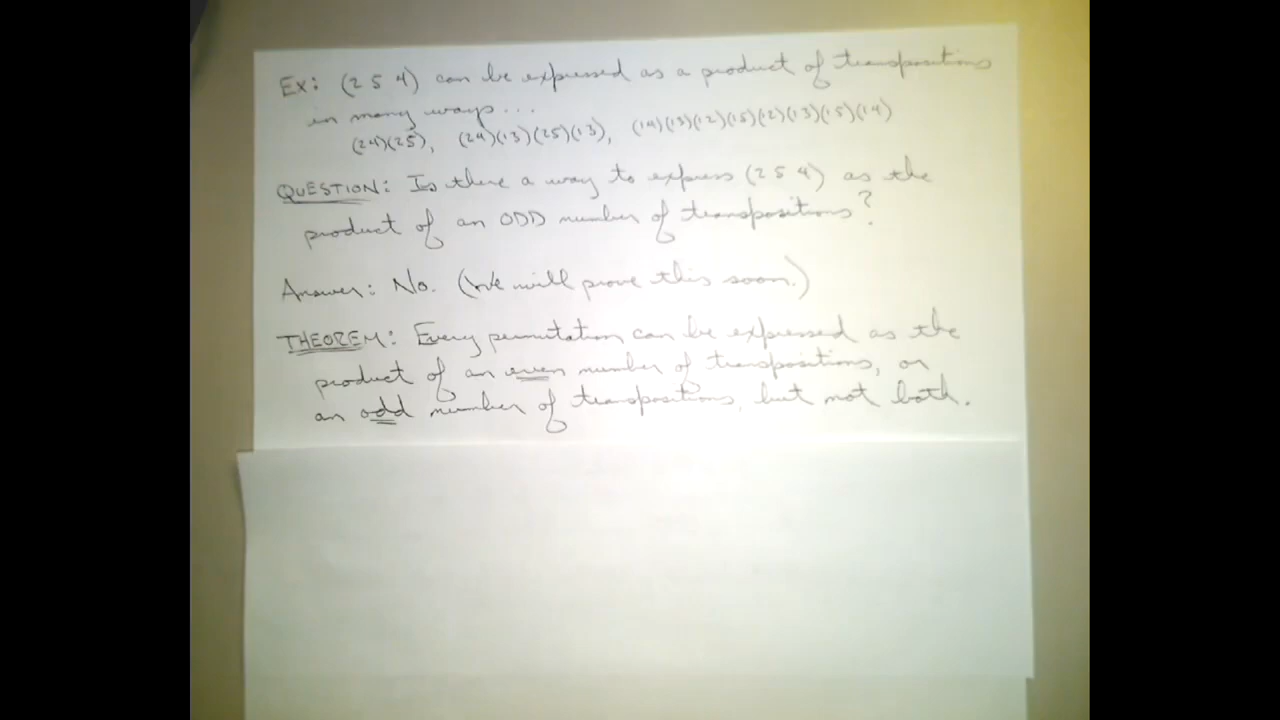 Ex: (2 5 4) can be expressed as a product of transpositions
in many ways...
(24)(25), (24)(13)(25)(13), (14)(13)(12)(15)(12)(13)(15)(14)
QUESTION: Is there a way to express (2 5 4) as the
product of an ODD number of transpositions?
Answer: No. (We will prove this soon.)
THEOREM: Every permutation can be expressed as the
product of an even number of transpositions, or
an odd number of transpositions, but not both.